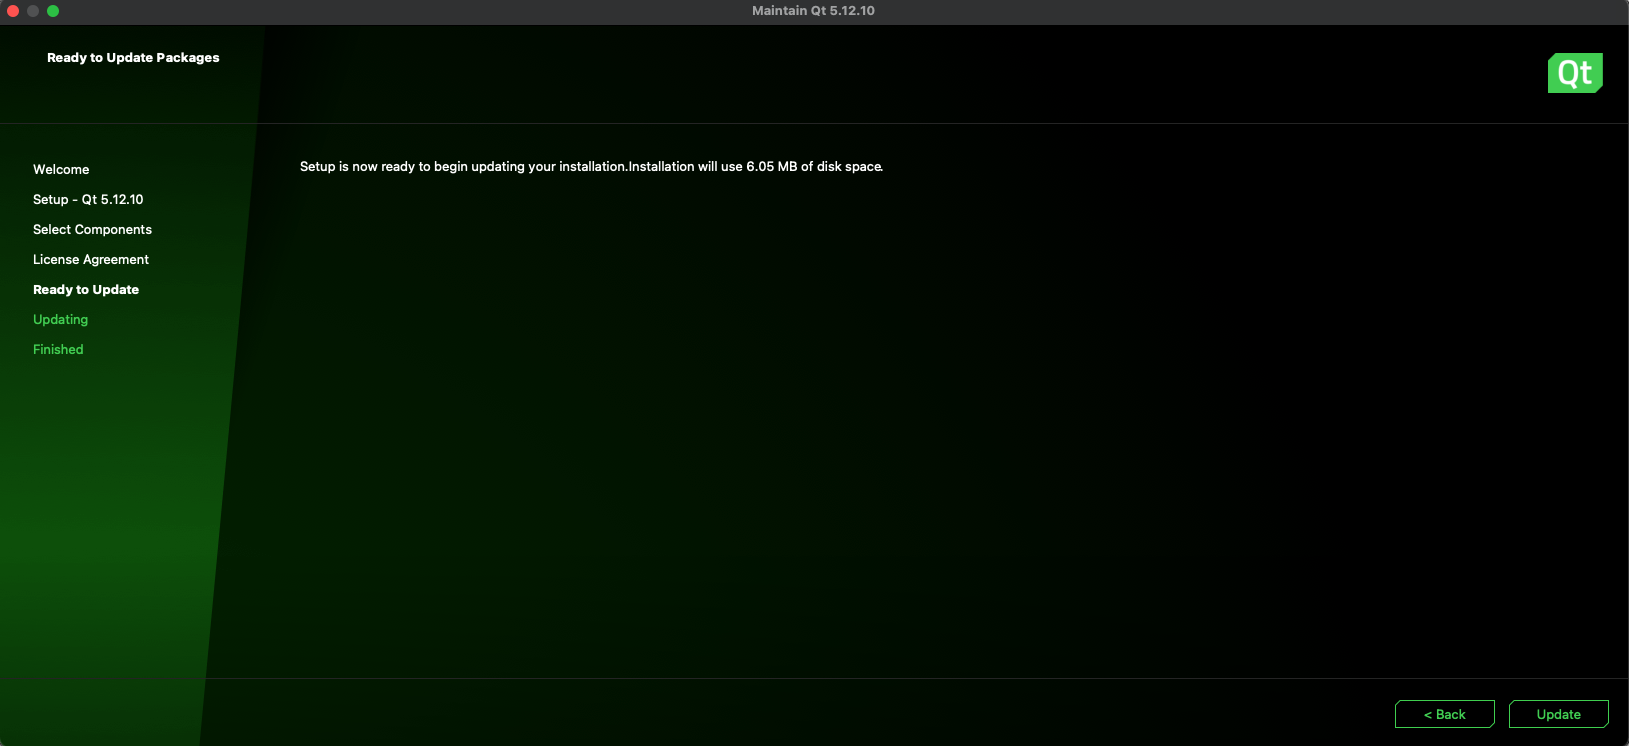 Maintain Qt 5.12.10
Ready to Update Packages
Qt
Welcome
Setup - Qt 5.12.10
Select Components
License Agreement
Ready to Update
Updating
Finished
Setup is now ready to begin updating your installation.Installation will use 6.05 MB of disk space.
< Back
Update